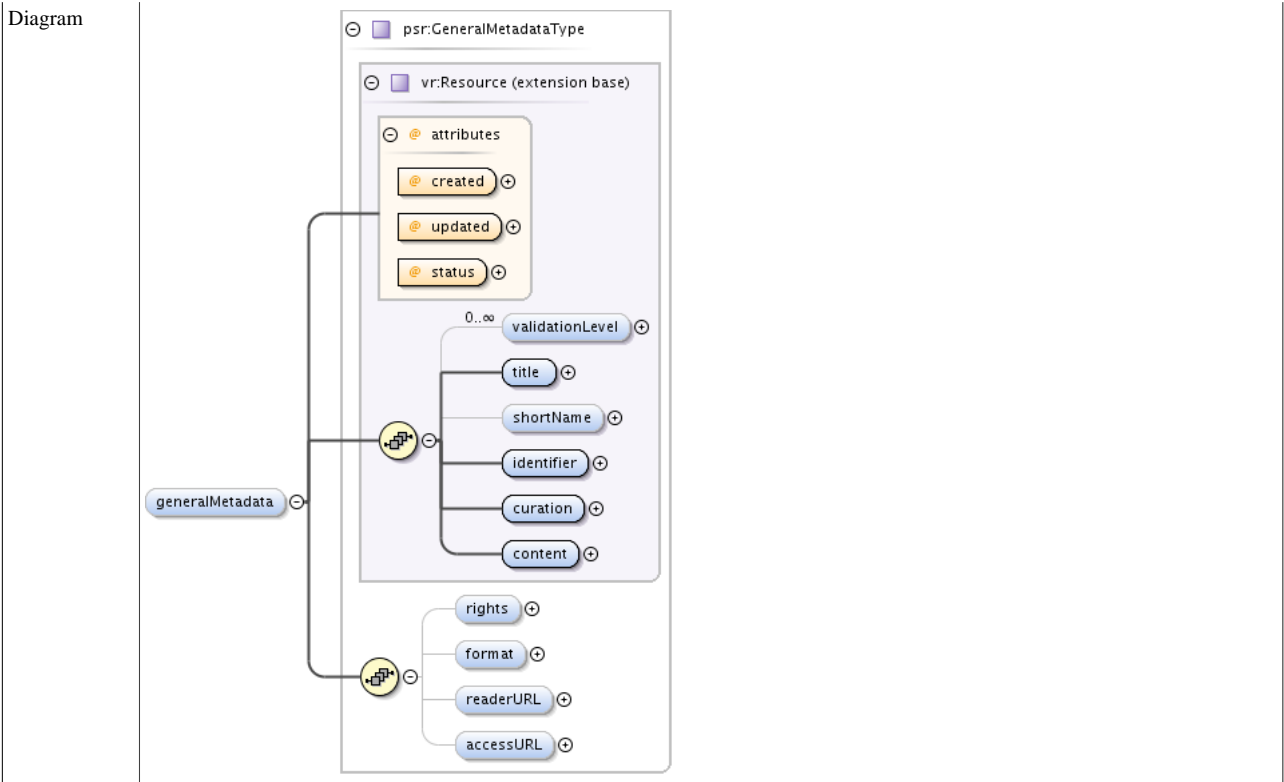 Diagram
psr:GeneralMetadataType
vr:Resource (extension base)
@ attributes
@ created
@ updated
@ status
0..∞
validationLevel
title
shortName
identifier
generalMetadata
curation
content
rights
format
readerURL
accessURL